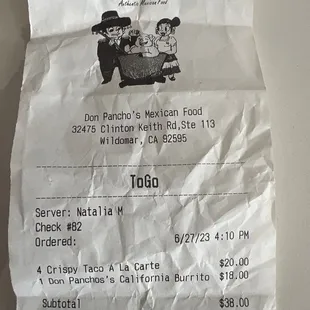 Authentic Mexican Food
Don Pancho's Mexican Food
32475 Clinton Keith Rd,Ste 113
Wildomar, CA 92595
ToGo
Server: Natalia M
Check #82
Ordered: 6/27/23 4:10 PM
4 Crispy Taco A La Carte $20.00
1 Don Panchos's California Burrito $18.00
Subtotal $38.00